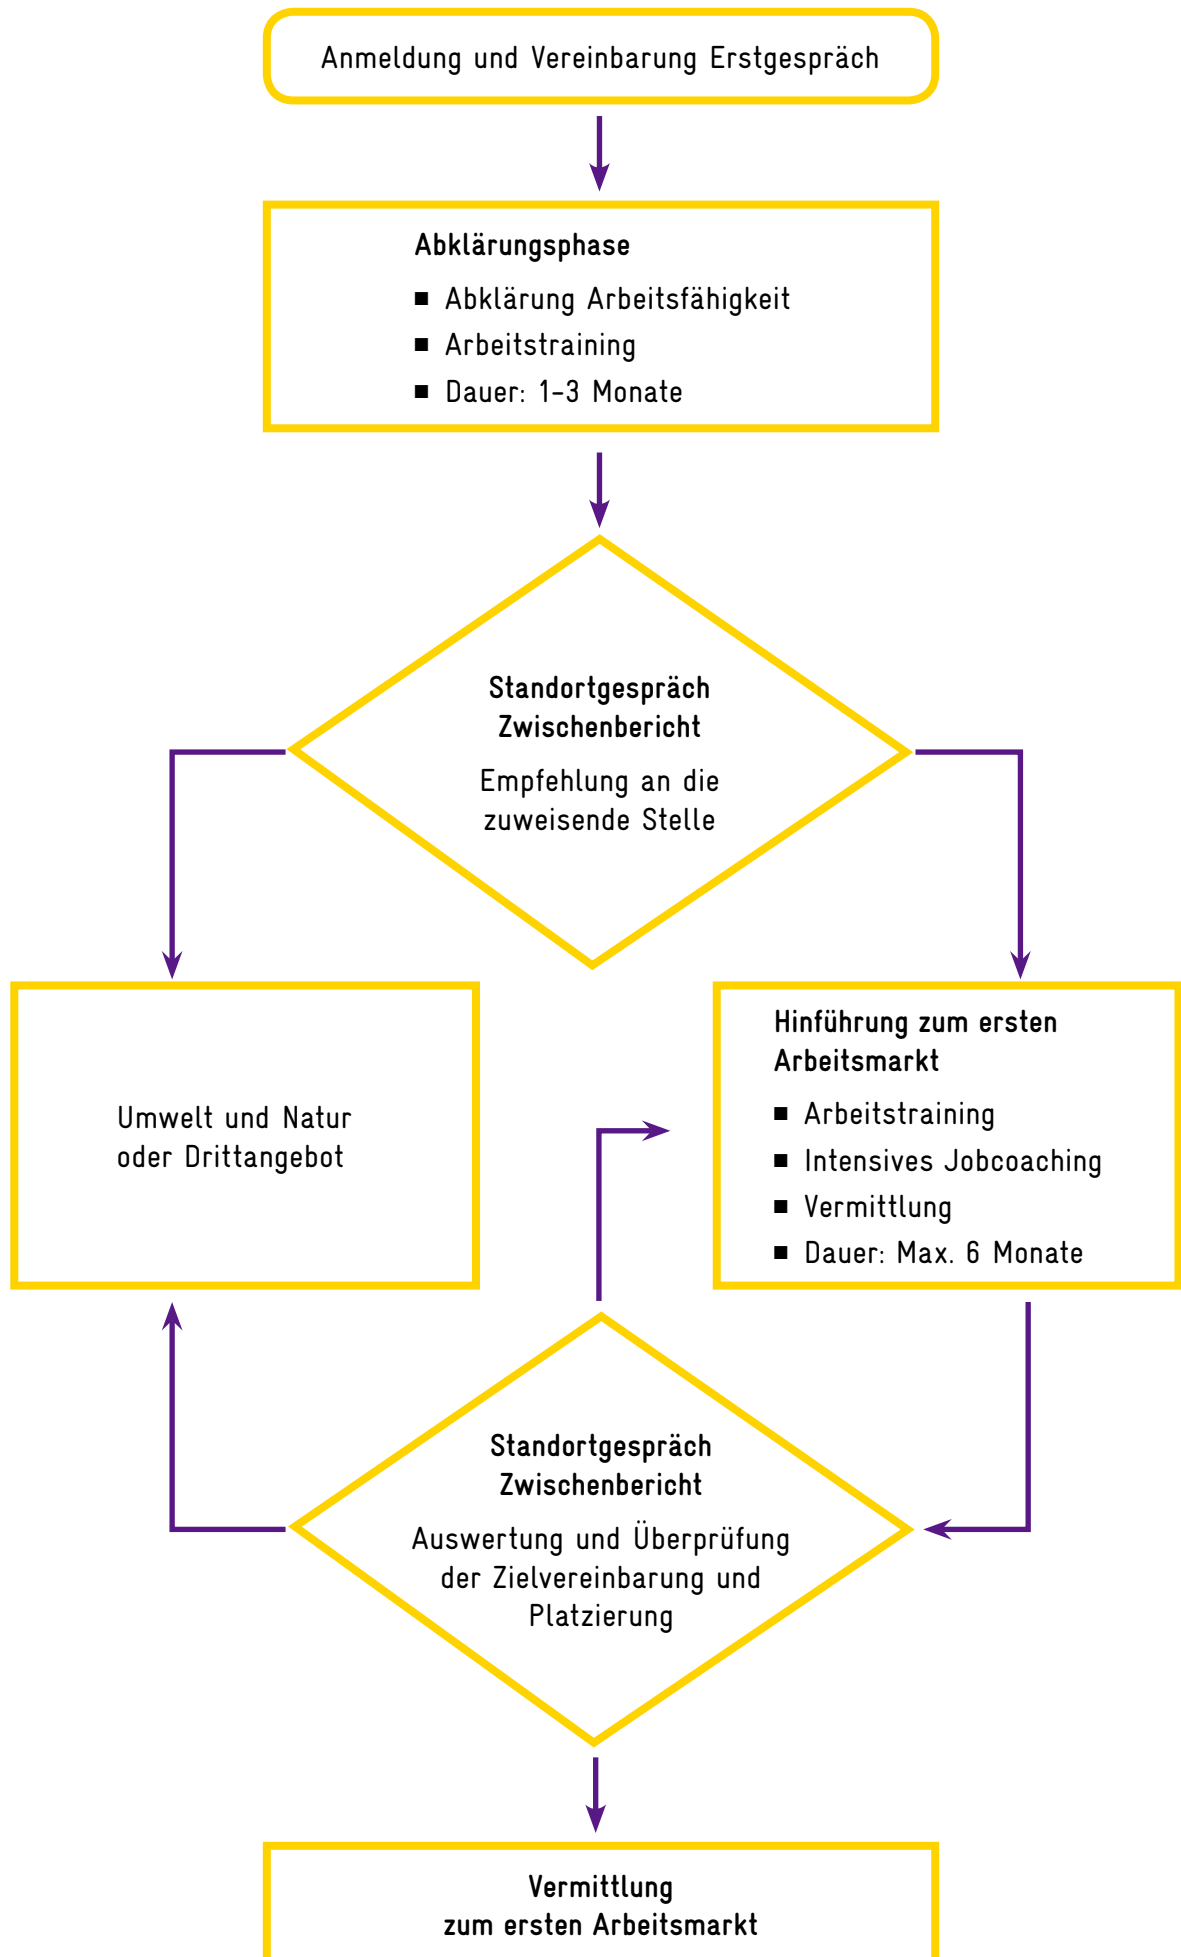 Anmeldung und Vereinbarung Erstgespräch
Abklärungsphase
■ Abklärung Arbeitsfähigkeit
■ Arbeitstraining
■ Dauer: 1-3 Monate
Standortgespräch
Zwischenbericht
Empfehlung an die
zuweisende Stelle
Umwelt und Natur
oder Drittangebot
Hinführung zum ersten
Arbeitsmarkt
■ Arbeitstraining
■ Intensives Jobcoaching
■ Vermittlung
■ Dauer: Max. 6 Monate
Standortgespräch
Zwischenbericht
Auswertung und Überprüfung
der Zielvereinbarung und
Platzierung
Vermittlung
zum ersten Arbeitsmarkt